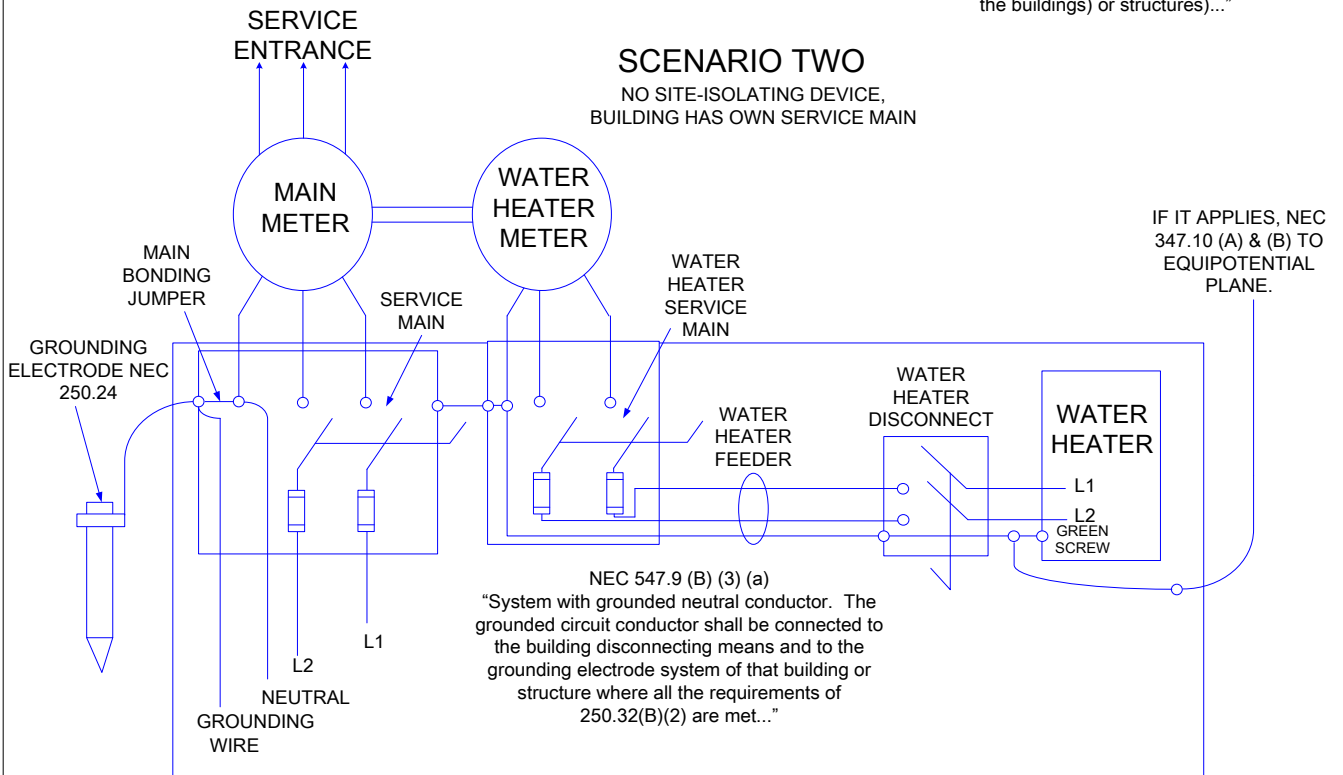 the buildings) or structures)..."
SERVICE
ENTRANCE
SCENARIO TWO
NO SITE-ISOLATING DEVICE,
BUILDING HAS OWN SERVICE MAIN
MAIN
METER
WATER
HEATER
METER
IF IT APPLIES, NEC
347.10 (A) & (B) TO
EQUIPOTENTIAL
PLANE.
MAIN
BONDING
JUMPER
SERVICE
MAIN
WATER
HEATER
SERVICE
MAIN
GROUNDING
ELECTRODE NEC
250.24
WATER
HEATER
DISCONNECT
WATER
HEATER
WATER
HEATER
FEEDER
L1
L2
GREEN
SCREW
NEC 547.9 (B) (3) (a)
“System with grounded neutral conductor.  The
grounded circuit conductor shall be connected to
the building disconnecting means and to the
grounding electrode system of that building or
structure where all the requirements of
250.32(B)(2) are met...”
L1
L2
NEUTRAL
GROUNDING
WIRE